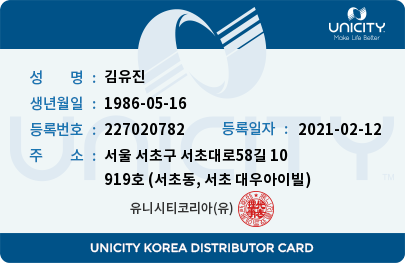 UNICITY
Make Life Better
성 명 : 김유진
생년월일 : 1986-05-16
등록번호 : 227020782 등록일자 : 2021-02-12
주 소 : 서울 서초구 서초대로58길 10
919호 (서초동, 서초 대우아이빌)
UNICITY
유니시티코리아(유)
UNICITY KOREA DISTRIBUTOR CARD